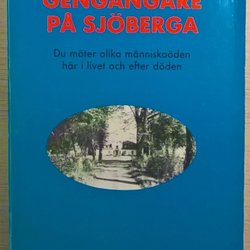 GENGÅNGARE
PÅ SJÖBERGA
Du möter olika människoöden
här i livet och efter döden